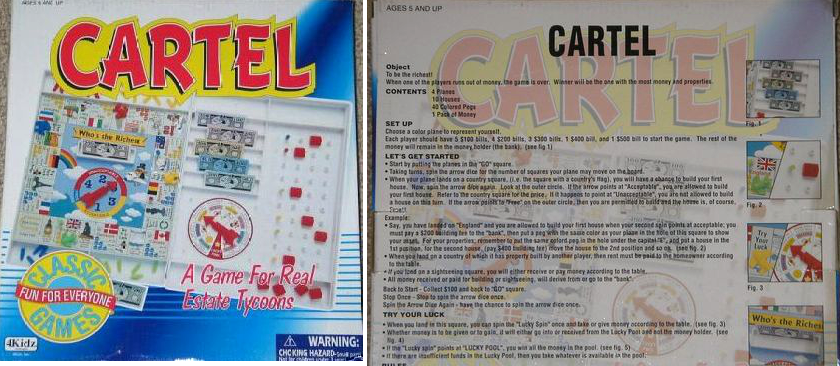 AGES 5 AND UP
CARTEL
Who's the Richest
4 2
3
A Game For Real
Estate Tycoons
CLASSIC
FUN FOR EVERYONE
GAMES
4Kidz
WARNING:
CHCKING HAZARD-Small parts
Not for children under 3 years
AGES 5 AND UP
CARTEL
Object
To be the richest!
When one of the players runs out of money, the game is over. Winner will be the one with the most money and properties.
CONTENTS 4 Planes
10 Houses
40 Colored Pegs
1 Pack of Money
SET UP
Choose a color plane to represent yourself.
Each player should have 5 $100 bills, 4 $200 bills, 3 $300 bills, 1 $400 bill, and 1 $500 bill to start the game. The rest of the
money will remain in the money holder (the bank). (see fig 1)
LET'S GET STARTED
• Start by putting the planes in the "GO" square.
• Taking turns, spin the arrow dice for the number of squares your plane may move on the board.
• When your plane lands on a country square, (i.e. the square with a country's flag), you will have a chance to build your first
house. Now, spin the arrow dice again. Look at the outer circle. If the arrow points at "Acceptable", you are allowed to build
your first house. Refer to the country square for the price. If it happens to point at "Unacceptable", you are not allowed to build
a house on this turn. If the arrow points to "Free" on the outer circle, then you are permitted to build and the home is, of course,
"Free"!
Example:
• Say, you have landed on "England" and you are allowed to build your first house when your second spin points at acceptable; you
must pay a $200 building fee to the "bank", then put a peg with the same color as your plane in the hole of this square to show
your asset. For your properties, remember to put the same colored peg in the hole under the capital "E", and put a house in the
1st position, for the second house, (pay $400 building fee) move the house to the 2nd position and so on. (see fig. 2)
• When you land on a country of which it has property built by another player, then rent must be paid to the homeowner according
to the table.
• If you land on a sightseeing square, you will either receive or pay money according to the table.
• All money received or paid for building or sightseeing, will derive from or go to the "bank".
Back to Start - Collect $100 and back to "GO" square.
Stop Once - Stop to spin the arrow dice once.
Spin the Arrow Dice Again - have the chance to spin the arrow dice once.
TRY YOUR LUCK
• When you land in this square, you can spin the "Lucky Spin" once and take or give money according to the table. (see fig. 3)
• Whether money is to be given or to gain, it will either go into or received from the Lucky Pool and not the money holder. (see
fig. 4)
• If the "Lucky spin" points at "LUCKY POOL", you win all the money in the pool. (see fig. 5)
• If there are insufficient funds in the Lucky Pool, then you take whatever is available in the pool.
RULES
Fig. 1
Fig. 2
Try
Your
Luck
Fig. 3
Who's the Richest